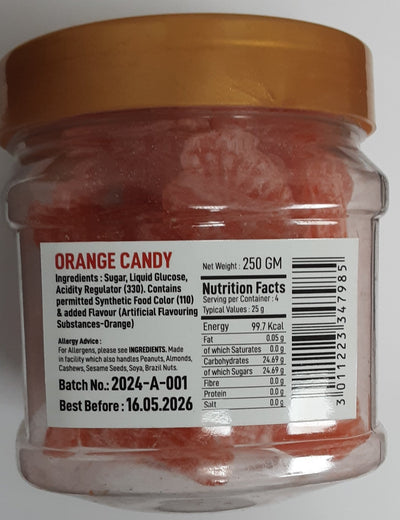 ORANGE CANDY
Ingredients : Sugar, Liquid Glucose,
Acidity Regulator (330). Contains
permitted Synthetic Food Color (110)
& added Flavour (Artificial Flavouring
Substances-Orange)
Allergy Advice :
For Allergens, please see INGREDIENTS. Made
in facility which also handles Peanuts, Almonds,
Cashews, Sesame Seeds, Soya, Brazil Nuts.
Batch No.: 2024-A-001
Best Before : 16.05.2026
Net Weight : 250 GM
Nutrition Facts
Serving per Container : 4
Typical Values : 25 g
Energy 99.7 Kcal
Fat 0.05 g
of which Saturates 0.0 g
Carbohydrates 24.69 g
of which Sugars 24.69 g
Fibre 0.0 g
Protein 0.0 g
Salt 0.0 g
3 011223 347985